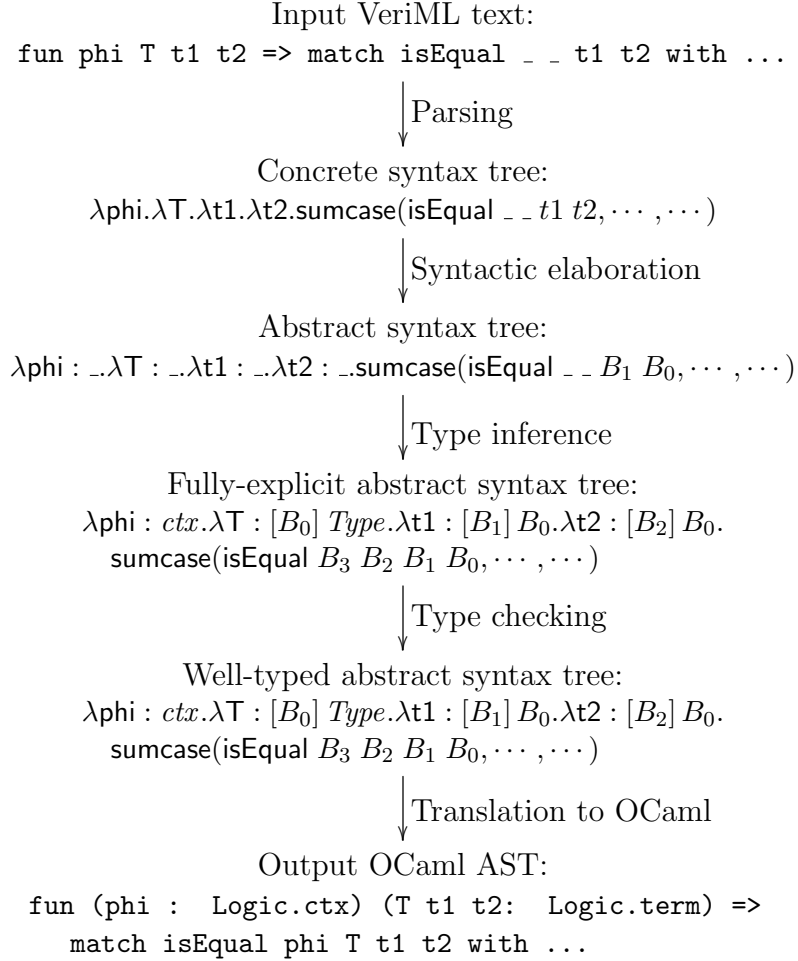 Input VeriML text:
fun phi T t1 t2 => match isEqual _ _ t1 t2 with ...
Parsing
Concrete syntax tree:
λphi.λT.λt1.λt2.sumcase(isEqual _ _ t1 t2, ⋯ , ⋯)
Syntactic elaboration
Abstract syntax tree:
λphi : _.λT : _.λt1 : _.λt2 : _.sumcase(isEqual _ _ B₁ B₀, ⋯ , ⋯)
Type inference
Fully-explicit abstract syntax tree:
λphi : ctx.λT : [B₀] Type.λt1 : [B₁] B₀.λt2 : [B₂] B₀.
sumcase(isEqual B₃ B₂ B₁ B₀, ⋯ , ⋯)
Type checking
Well-typed abstract syntax tree:
λphi : ctx.λT : [B₀] Type.λt1 : [B₁] B₀.λt2 : [B₂] B₀.
sumcase(isEqual B₃ B₂ B₁ B₀, ⋯ , ⋯)
Translation to OCaml
Output OCaml AST:
fun (phi : Logic.ctx) (T t1 t2: Logic.term) =>
match isEqual phi T t1 t2 with ...